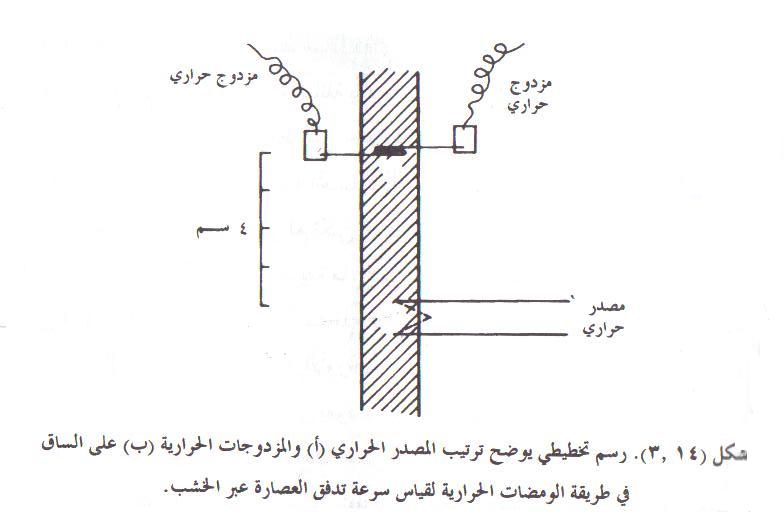 مزدوج حراري
مزدوج
حراري
٤ سم
مصدر
حراري
شكل (١٤ ,٣). رسم تخطيطي يوضح ترتيب المصدر الحراري (أ) والمزدوجات الحرارية (ب) على الساق
في طريقة الومضات الحرارية لقياس سرعة تدفق العصارة عبر الخشب.